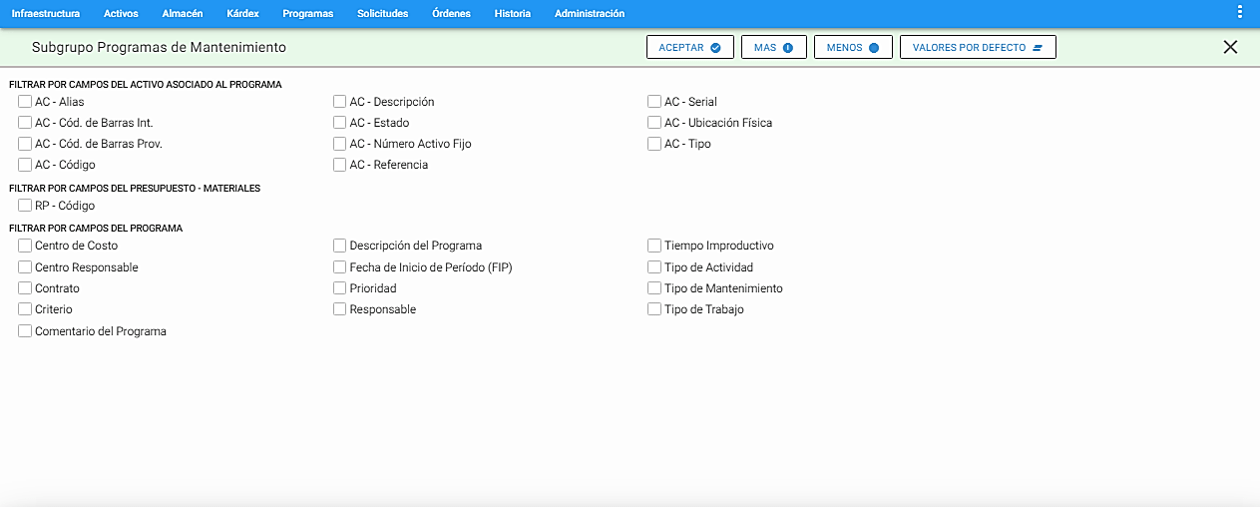 Infraestructura Activos Almacén Kárdex Programas Solicitudes Órdenes Historia Administración
Subgrupo Programas de Mantenimiento ACEPTAR MAS MENOS VALORES POR DEFECTO
FILTRAR POR CAMPOS DEL ACTIVO ASOCIADO AL PROGRAMA
AC - Alias AC - Descripción AC - Serial
AC - Cód. de Barras Int. AC - Estado AC - Ubicación Física
AC - Cód. de Barras Prov. AC - Número Activo Fijo AC - Tipo
AC - Código AC - Referencia
FILTRAR POR CAMPOS DEL PRESUPUESTO - MATERIALES
RP - Código
FILTRAR POR CAMPOS DEL PROGRAMA
Centro de Costo Descripción del Programa Tiempo Improductivo
Centro Responsable Fecha de Inicio de Período (FIP) Tipo de Actividad
Contrato Prioridad Tipo de Mantenimiento
Criterio Responsable Tipo de Trabajo
Comentario del Programa